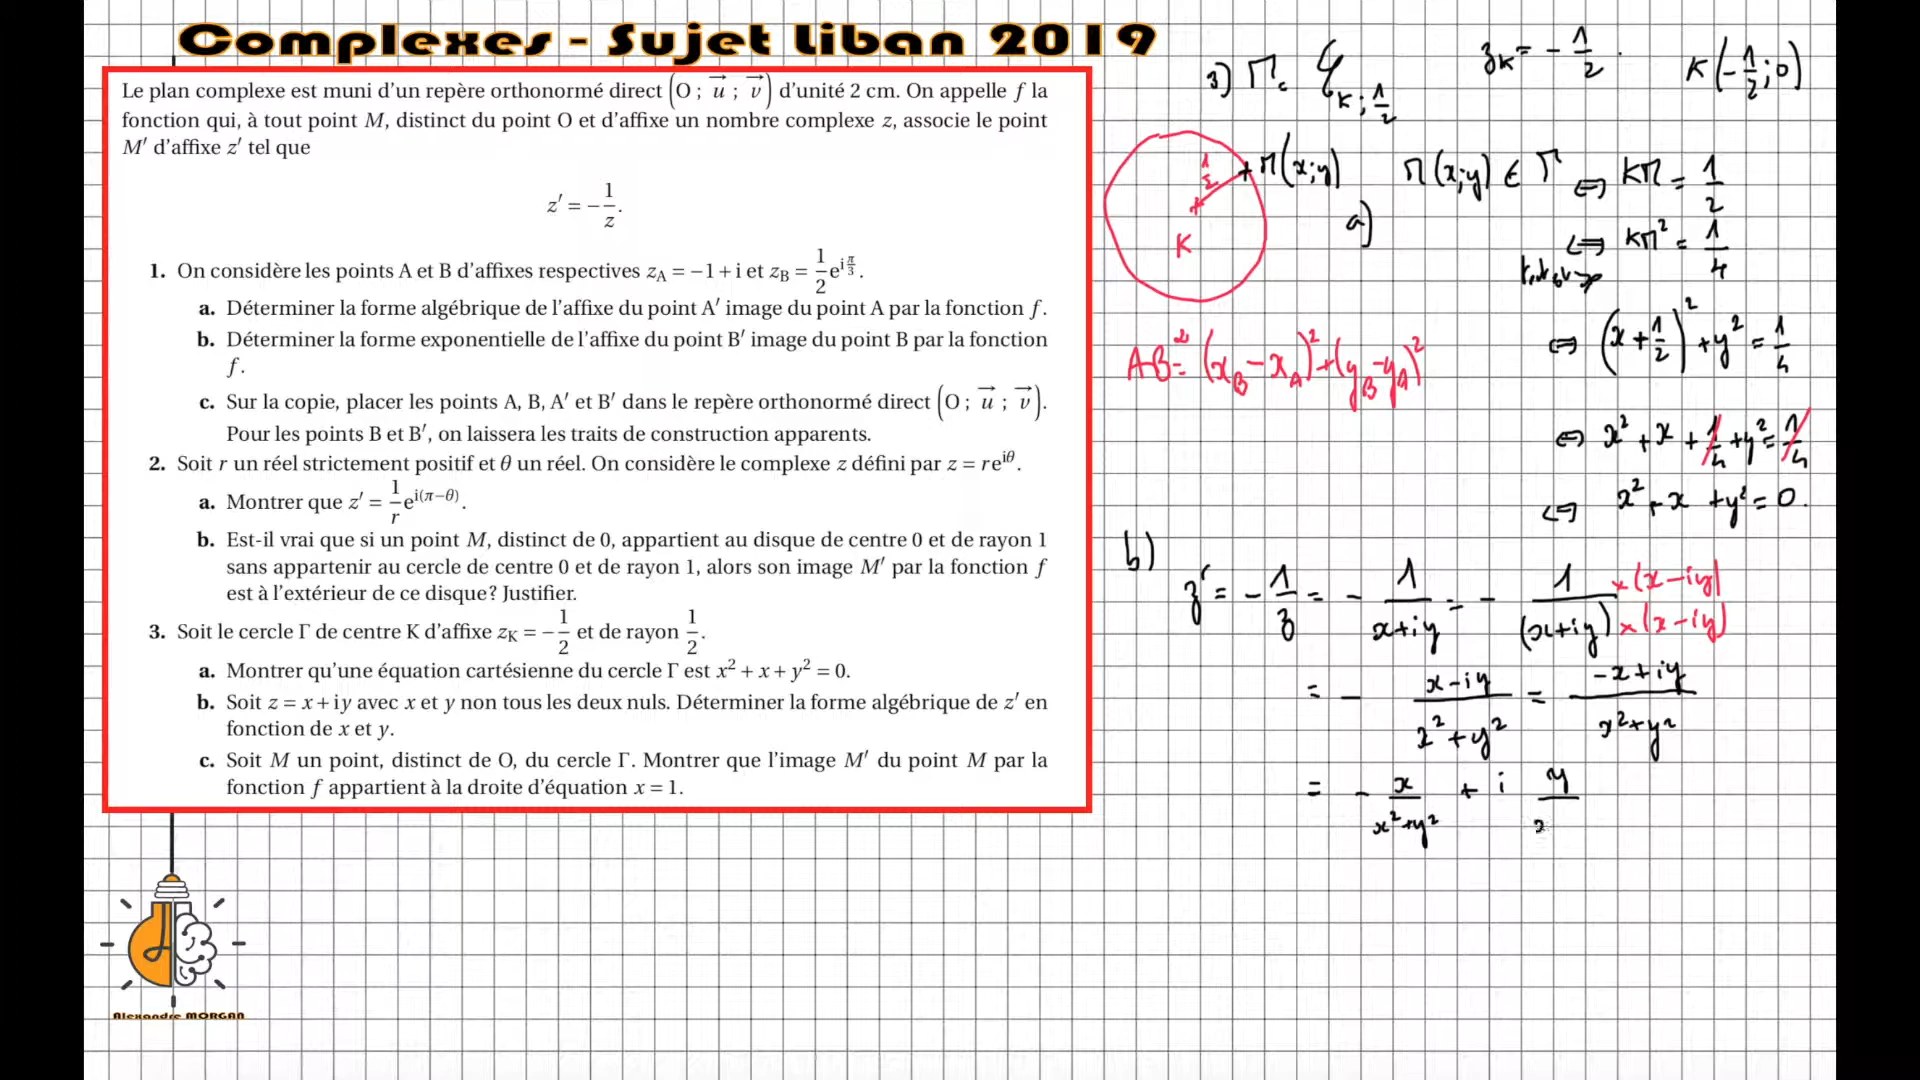 Complexes - Sujet Liban 2019
Le plan complexe est muni d'un repère orthonormé direct (O ; u⃗ ; v⃗) d'unité 2 cm. On appelle f la
fonction qui, à tout point M, distinct du point O et d'affixe un nombre complexe z, associe le point
M′ d'affixe z′ tel que
z′ = −1/z.
1. On considère les points A et B d'affixes respectives zA = −1 + i et zB = 1/2 e^(iπ/3).
a. Déterminer la forme algébrique de l'affixe du point A′ image du point A par la fonction f.
b. Déterminer la forme exponentielle de l'affixe du point B′ image du point B par la fonction
f.
c. Sur la copie, placer les points A, B, A′ et B′ dans le repère orthonormé direct (O ; u⃗ ; v⃗).
Pour les points B et B′, on laissera les traits de construction apparents.
2. Soit r un réel strictement positif et θ un réel. On considère le complexe z défini par z = re^(iθ).
a. Montrer que z′ = 1/r e^(i(π−θ)).
b. Est-il vrai que si un point M, distinct de 0, appartient au disque de centre 0 et de rayon 1
sans appartenir au cercle de centre 0 et de rayon 1, alors son image M′ par la fonction f
est à l'extérieur de ce disque? Justifier.
3. Soit le cercle Γ de centre K d'affixe zK = −1/2 et de rayon 1/2.
a. Montrer qu'une équation cartésienne du cercle Γ est x² + x + y² = 0.
b. Soit z = x + iy avec x et y non tous les deux nuls. Déterminer la forme algébrique de z′ en
fonction de x et y.
c. Soit M un point, distinct de O, du cercle Γ. Montrer que l'image M′ du point M par la
fonction f appartient à la droite d'équation x = 1.
Alexandre MORGAN
3) Γ = 𝒞 K ; 1/2
zK = −1/2
K(−1/2 ; 0)
1/2
M(x;y)
K
a)
M(x;y) ∈ Γ ⇔ KM = 1/2
⇔ KM² = 1/4
⇔ (x + 1/2)² + y² = 1/4
AB² = (xB − xA)² + (yB − yA)²
⇔ x² + x + 1/4 + y² = 1/4
⇔ x² + x + y² = 0.
b)
z′ = −1/z = − 1/(x+iy) = − 1/(x+iy) ×(x−iy) ×(x−iy)
= − (x−iy)/(x²+y²) = (−x+iy)/(x²+y²)
= − x/(x²+y²) + i y/